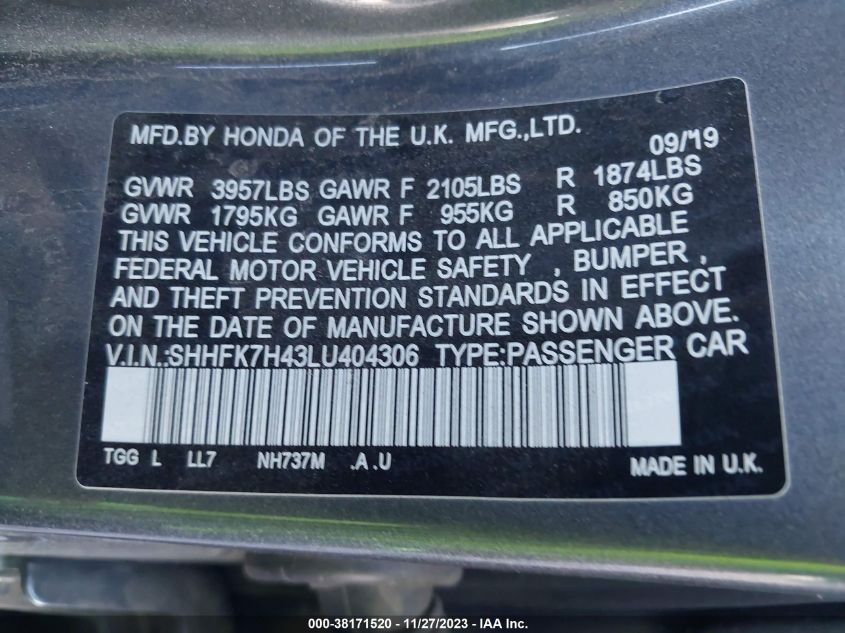 MFD.BY HONDA OF THE U.K. MFG.,LTD. 09/19
GVWR 3957LBS GAWR F 2105LBS R 1874LBS
GVWR 1795KG GAWR F 955KG R 850KG
THIS VEHICLE CONFORMS TO ALL APPLICABLE
FEDERAL MOTOR VEHICLE SAFETY , BUMPER ,
AND THEFT PREVENTION STANDARDS IN EFFECT
ON THE DATE OF MANUFACTURE SHOWN ABOVE.
V.I.N.:SHHFK7H43LU404306 TYPE:PASSENGER CAR
TGG L LL7 NH737M .A .U MADE IN U.K.
000-38171520 - 11/27/2023 - IAA Inc.